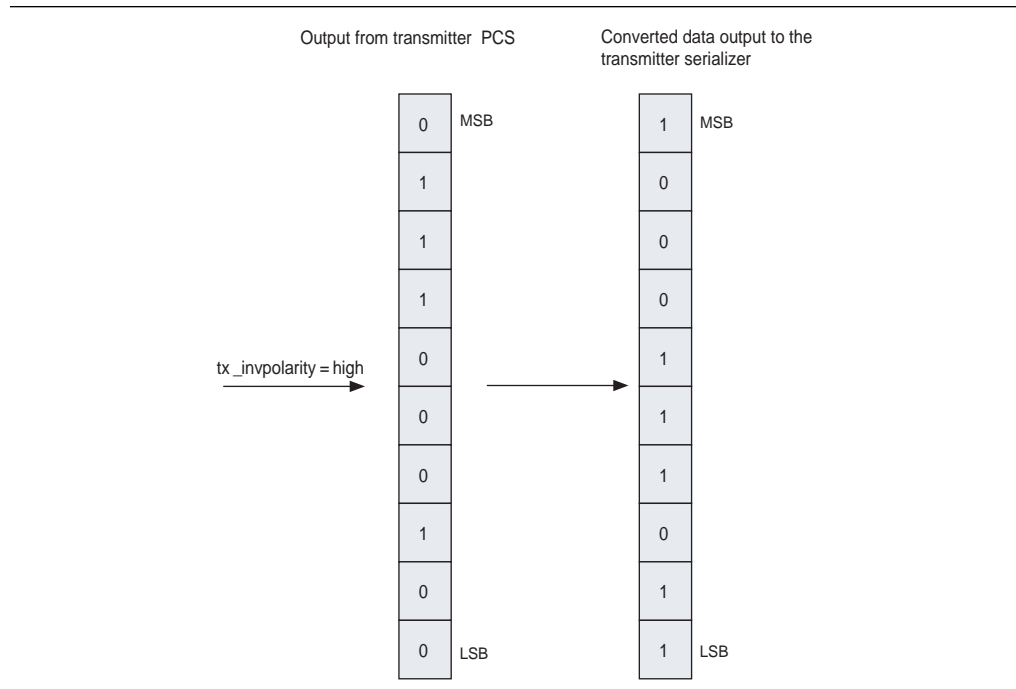 Output from transmitter PCS
Converted data output to the
transmitter serializer
0 MSB 1 MSB
1 0
1 0
1 0
0 1
tx _invpolarity = high
0 1
0 1
1 0
0 1
0 LSB 1 LSB